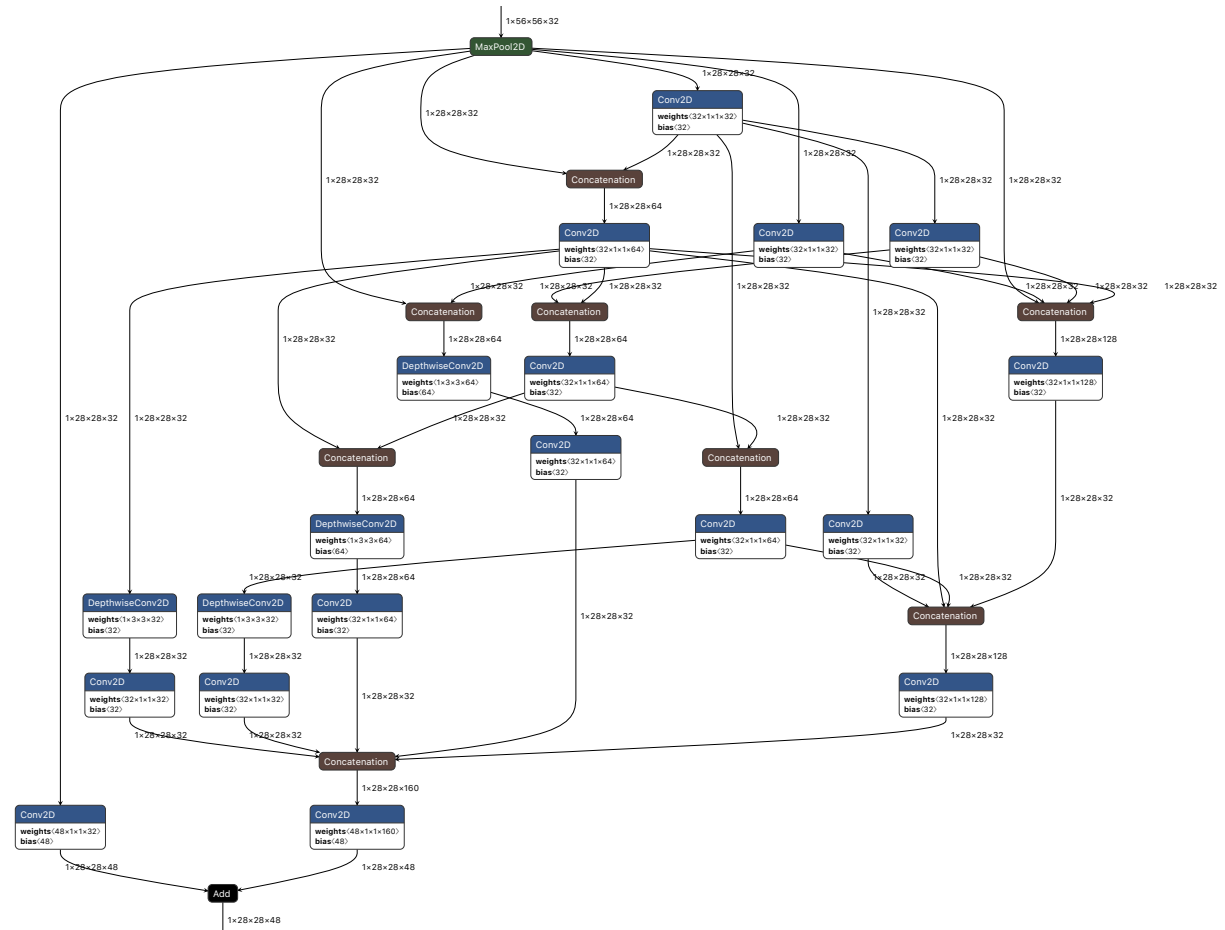 1×56×56×32
MaxPool2D
1×28×28×32
Conv2D
weights⟨32×1×1×32⟩
bias⟨32⟩
1×28×28×32
1×28×28×32 1×28×28×32
Concatenation
1×28×28×32 1×28×28×32 1×28×28×32
1×28×28×64
Conv2D
weights⟨32×1×1×64⟩
bias⟨32⟩
Conv2D
weights⟨32×1×1×32⟩
bias⟨32⟩
Conv2D
weights⟨32×1×1×32⟩
bias⟨32⟩
1×28×28×32 1×28×28×32 1×28×28×32 1×28×28×32 1×28×28×32 1×28×28×32 1×28×28×32
Concatenation Concatenation 1×28×28×32 Concatenation
1×28×28×32 1×28×28×64 1×28×28×64 1×28×28×128
DepthwiseConv2D
weights⟨1×3×3×64⟩
bias⟨64⟩
Conv2D
weights⟨32×1×1×64⟩
bias⟨32⟩
Conv2D
weights⟨32×1×1×128⟩
bias⟨32⟩
1×28×28×32 1×28×28×32 1×28×28×32 1×28×28×64 1×28×28×32 1×28×28×32
Conv2D
weights⟨32×1×1×64⟩
bias⟨32⟩
Concatenation Concatenation
1×28×28×64 1×28×28×64 1×28×28×32
DepthwiseConv2D
weights⟨1×3×3×64⟩
bias⟨64⟩
Conv2D
weights⟨32×1×1×64⟩
bias⟨32⟩
Conv2D
weights⟨32×1×1×32⟩
bias⟨32⟩
1×28×28×32 1×28×28×64 1×28×28×32 1×28×28×32
DepthwiseConv2D
weights⟨1×3×3×32⟩
bias⟨32⟩
DepthwiseConv2D
weights⟨1×3×3×32⟩
bias⟨32⟩
Conv2D
weights⟨32×1×1×64⟩
bias⟨32⟩
1×28×28×32 Concatenation
1×28×28×32 1×28×28×32 1×28×28×128
Conv2D
weights⟨32×1×1×32⟩
bias⟨32⟩
Conv2D
weights⟨32×1×1×32⟩
bias⟨32⟩
1×28×28×32
Conv2D
weights⟨32×1×1×128⟩
bias⟨32⟩
1×28×28×32 1×28×28×32 1×28×28×32
Concatenation
1×28×28×160
Conv2D
weights⟨48×1×1×32⟩
bias⟨48⟩
Conv2D
weights⟨48×1×1×160⟩
bias⟨48⟩
1×28×28×48 1×28×28×48
Add
1×28×28×48